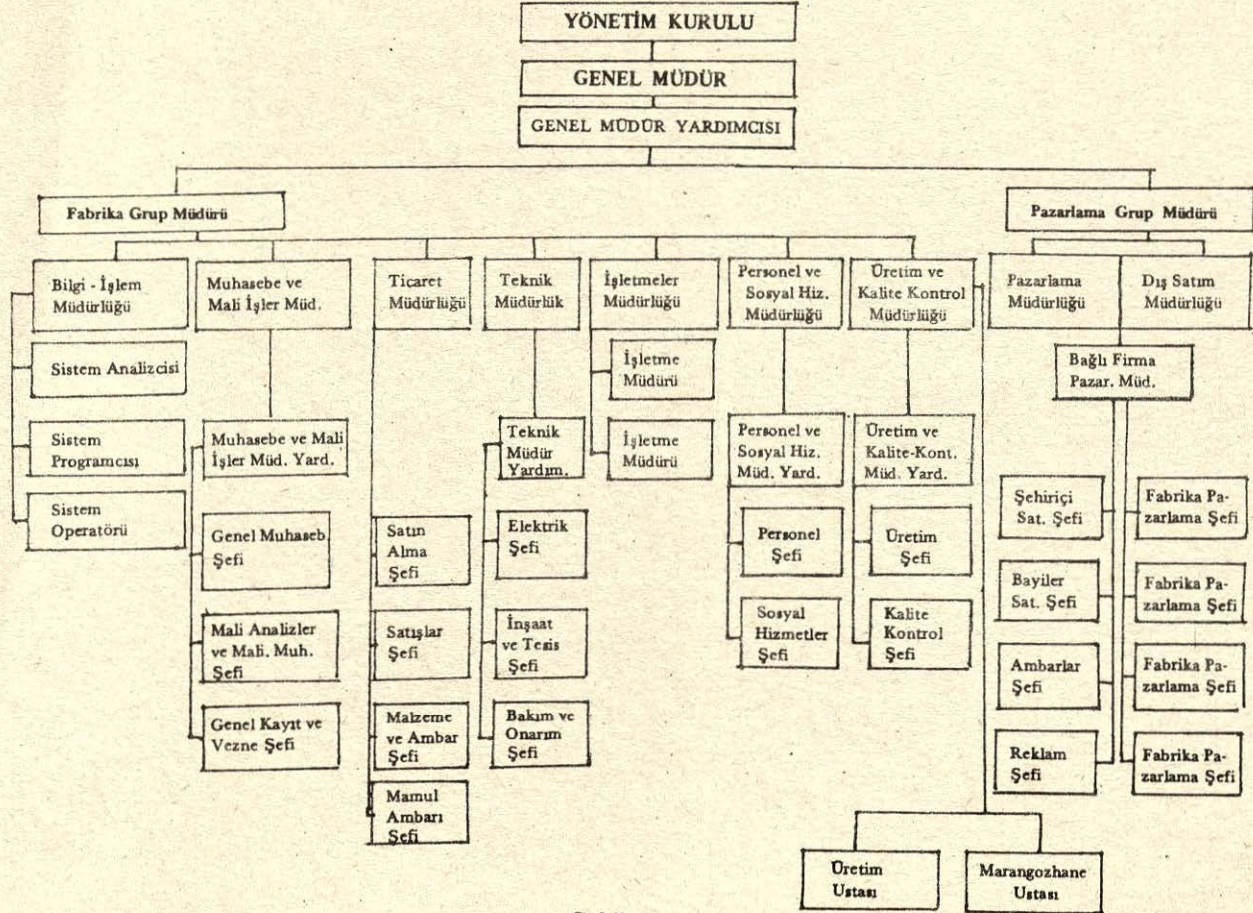 YÖNETİM KURULU
GENEL MÜDÜR
GENEL MÜDÜR YARDIMCISI
Fabrika Grup Müdürü
Pazarlama Grup Müdürü
Bilgi - İşlem
Müdürlüğü
Muhasebe ve
Mali İşler Müd.
Ticaret
Müdürlüğü
Teknik
Müdürlük
İşletmeler
Müdürlüğü
Personel ve
Sosyal Hiz.
Müdürlüğü
Üretim ve
Kalite Kontrol
Müdürlüğü
Pazarlama
Müdürlüğü
Dış Satım
Müdürlüğü
Sistem Analizcisi
Sistem
Programcısı
Sistem
Operatörü
Muhasebe ve Mali
İşler Müd. Yard.
Genel Muhaseb.
Şefi
Mali Analizler
ve Mali. Muh.
Şefi
Genel Kayıt ve
Vezne Şefi
Satın
Alma
Şefi
Satışlar
Şefi
Malzeme
ve Ambar
Şefi
Mamul
Ambarı
Şefi
Teknik
Müdür
Yardım.
Elektrik
Şefi
İnşaat
ve Tesis
Şefi
Bakım ve
Onarım
Şefi
İşletme
Müdürü
İşletme
Müdürü
Personel ve
Sosyal Hiz.
Müd. Yard.
Personel
Şefi
Sosyal
Hizmetler
Şefi
Üretim ve
Kalite-Kont.
Müd. Yard.
Üretim
Şefi
Kalite
Kontrol
Şefi
Bağlı Firma
Pazar. Müd.
Şehiriçi
Sat. Şefi
Bayiler
Sat. Şefi
Ambarlar
Şefi
Reklam
Şefi
Fabrika Pa-
zarlama Şefi
Fabrika Pa-
zarlama Şefi
Fabrika Pa-
zarlama Şefi
Fabrika Pa-
zarlama Şefi
Üretim
Ustası
Marangozhane
Ustası